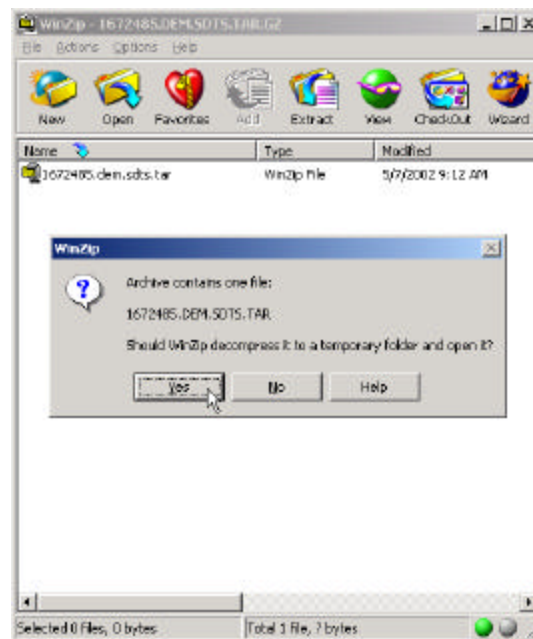 WinZip - 1672485.DEM.SDTS.TAR.GZ
File Actions Options Help
New Open Favorites Add Extract View CheckOut Wizard
Name Type Modified
1672485.dem.sdts.tar WinZip File 5/7/2002 9:12 AM
WinZip
Archive contains one file:
1672485.DEM.SDTS.TAR
Should WinZip decompress it to a temporary folder and open it?
Yes No Help
Selected 0 files, 0 bytes Total 1 file, ? bytes